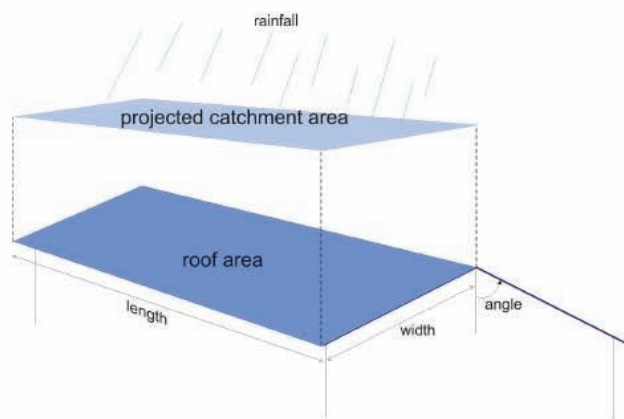 rainfall
projected catchment area
roof area
length
width
angle